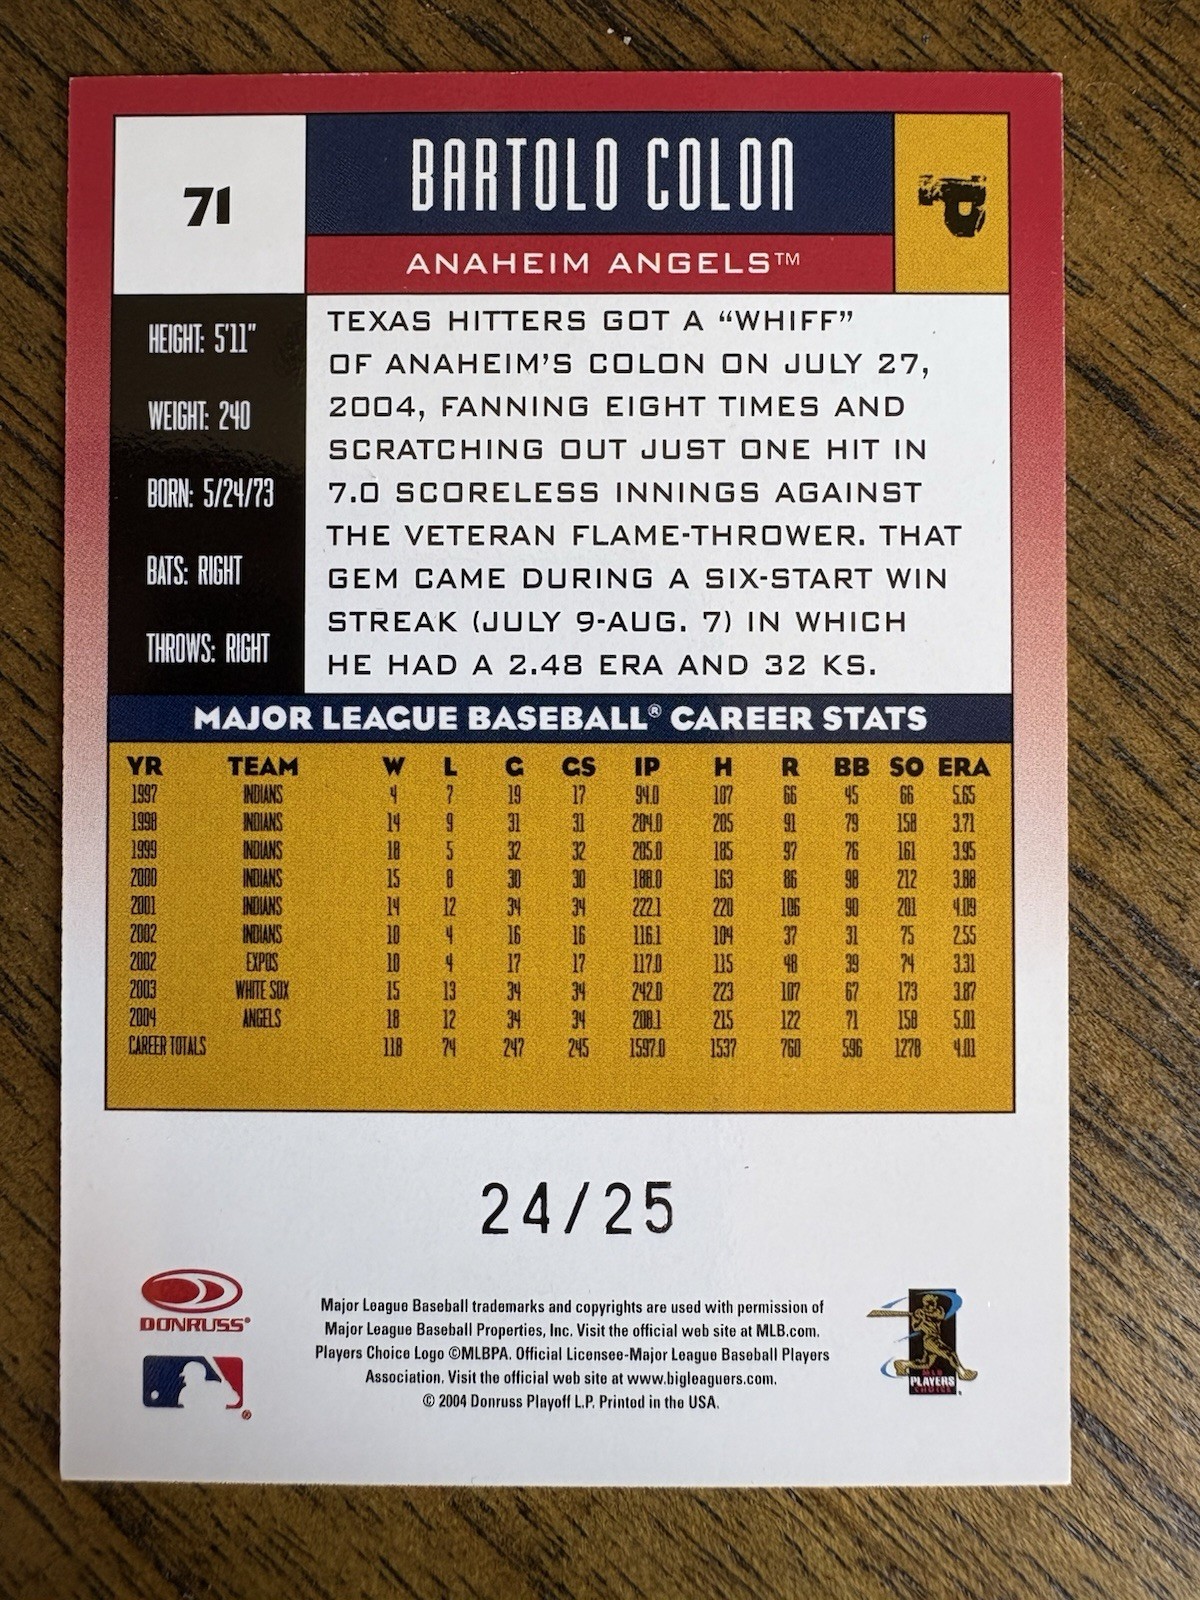 71
BARTOLO COLON
P
ANAHEIM ANGELS™
HEIGHT: 5'11"
WEIGHT: 240
BORN: 5/24/73
BATS: RIGHT
THROWS: RIGHT
TEXAS HITTERS GOT A “WHIFF”
OF ANAHEIM’S COLON ON JULY 27,
2004, FANNING EIGHT TIMES AND
SCRATCHING OUT JUST ONE HIT IN
7.0 SCORELESS INNINGS AGAINST
THE VETERAN FLAME-THROWER. THAT
GEM CAME DURING A SIX-START WIN
STREAK (JULY 9-AUG. 7) IN WHICH
HE HAD A 2.48 ERA AND 32 KS.
MAJOR LEAGUE BASEBALL® CAREER STATS
YR TEAM W L G GS IP H R BB SO ERA
1997 INDIANS 4 7 19 17 94.0 107 66 45 66 5.65
1998 INDIANS 14 9 31 31 204.0 205 91 79 158 3.71
1999 INDIANS 18 5 32 32 205.0 185 97 76 161 3.95
2000 INDIANS 15 8 30 30 188.0 163 86 98 212 3.88
2001 INDIANS 14 12 34 34 222.1 220 106 90 201 4.09
2002 INDIANS 10 4 16 16 116.1 104 37 31 75 2.55
2002 EXPOS 10 4 17 17 117.0 115 48 39 74 3.31
2003 WHITE SOX 15 13 34 34 242.0 223 107 67 173 3.87
2004 ANGELS 18 12 34 34 208.1 215 122 71 158 5.01
CAREER TOTALS 118 74 247 245 1597.0 1537 760 596 1278 4.01
24/25
DONRUSS®
Major League Baseball trademarks and copyrights are used with permission of
Major League Baseball Properties, Inc. Visit the official web site at MLB.com.
Players Choice Logo ©MLBPA. Official Licensee-Major League Baseball Players
Association. Visit the official web site at www.bigleaguers.com.
© 2004 Donruss Playoff L.P. Printed in the USA.
MLB
PLAYERS
CHOICE